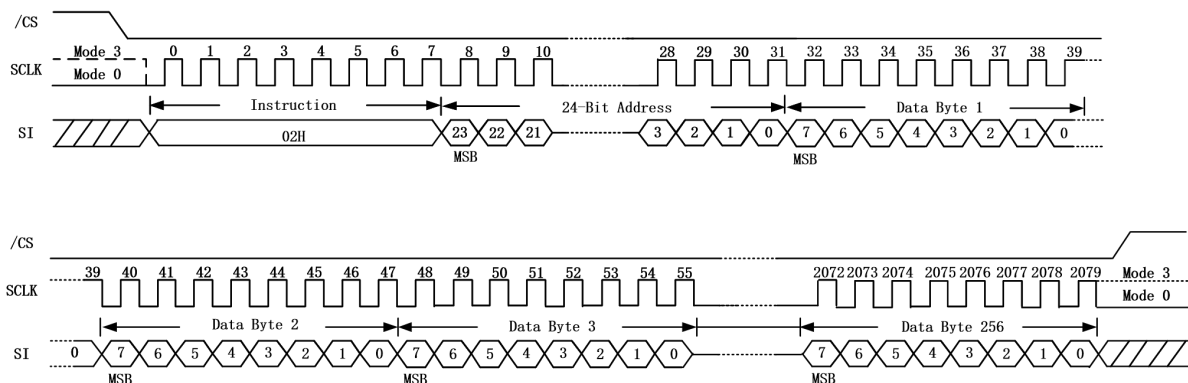 /CS
Mode 3 0 1 2 3 4 5 6 7 8 9 10 28 29 30 31 32 33 34 35 36 37 38 39
SCLK Mode 0
Instruction 24-Bit Address Data Byte 1
SI 02H 23 22 21 3 2 1 0 7 6 5 4 3 2 1 0
MSB MSB
/CS
39 40 41 42 43 44 45 46 47 48 49 50 51 52 53 54 55 2072 2073 2074 2075 2076 2077 2078 2079 Mode 3
SCLK Mode 0
Data Byte 2 Data Byte 3 Data Byte 256
SI 0 7 6 5 4 3 2 1 0 7 6 5 4 3 2 1 0 7 6 5 4 3 2 1 0
MSB MSB MSB